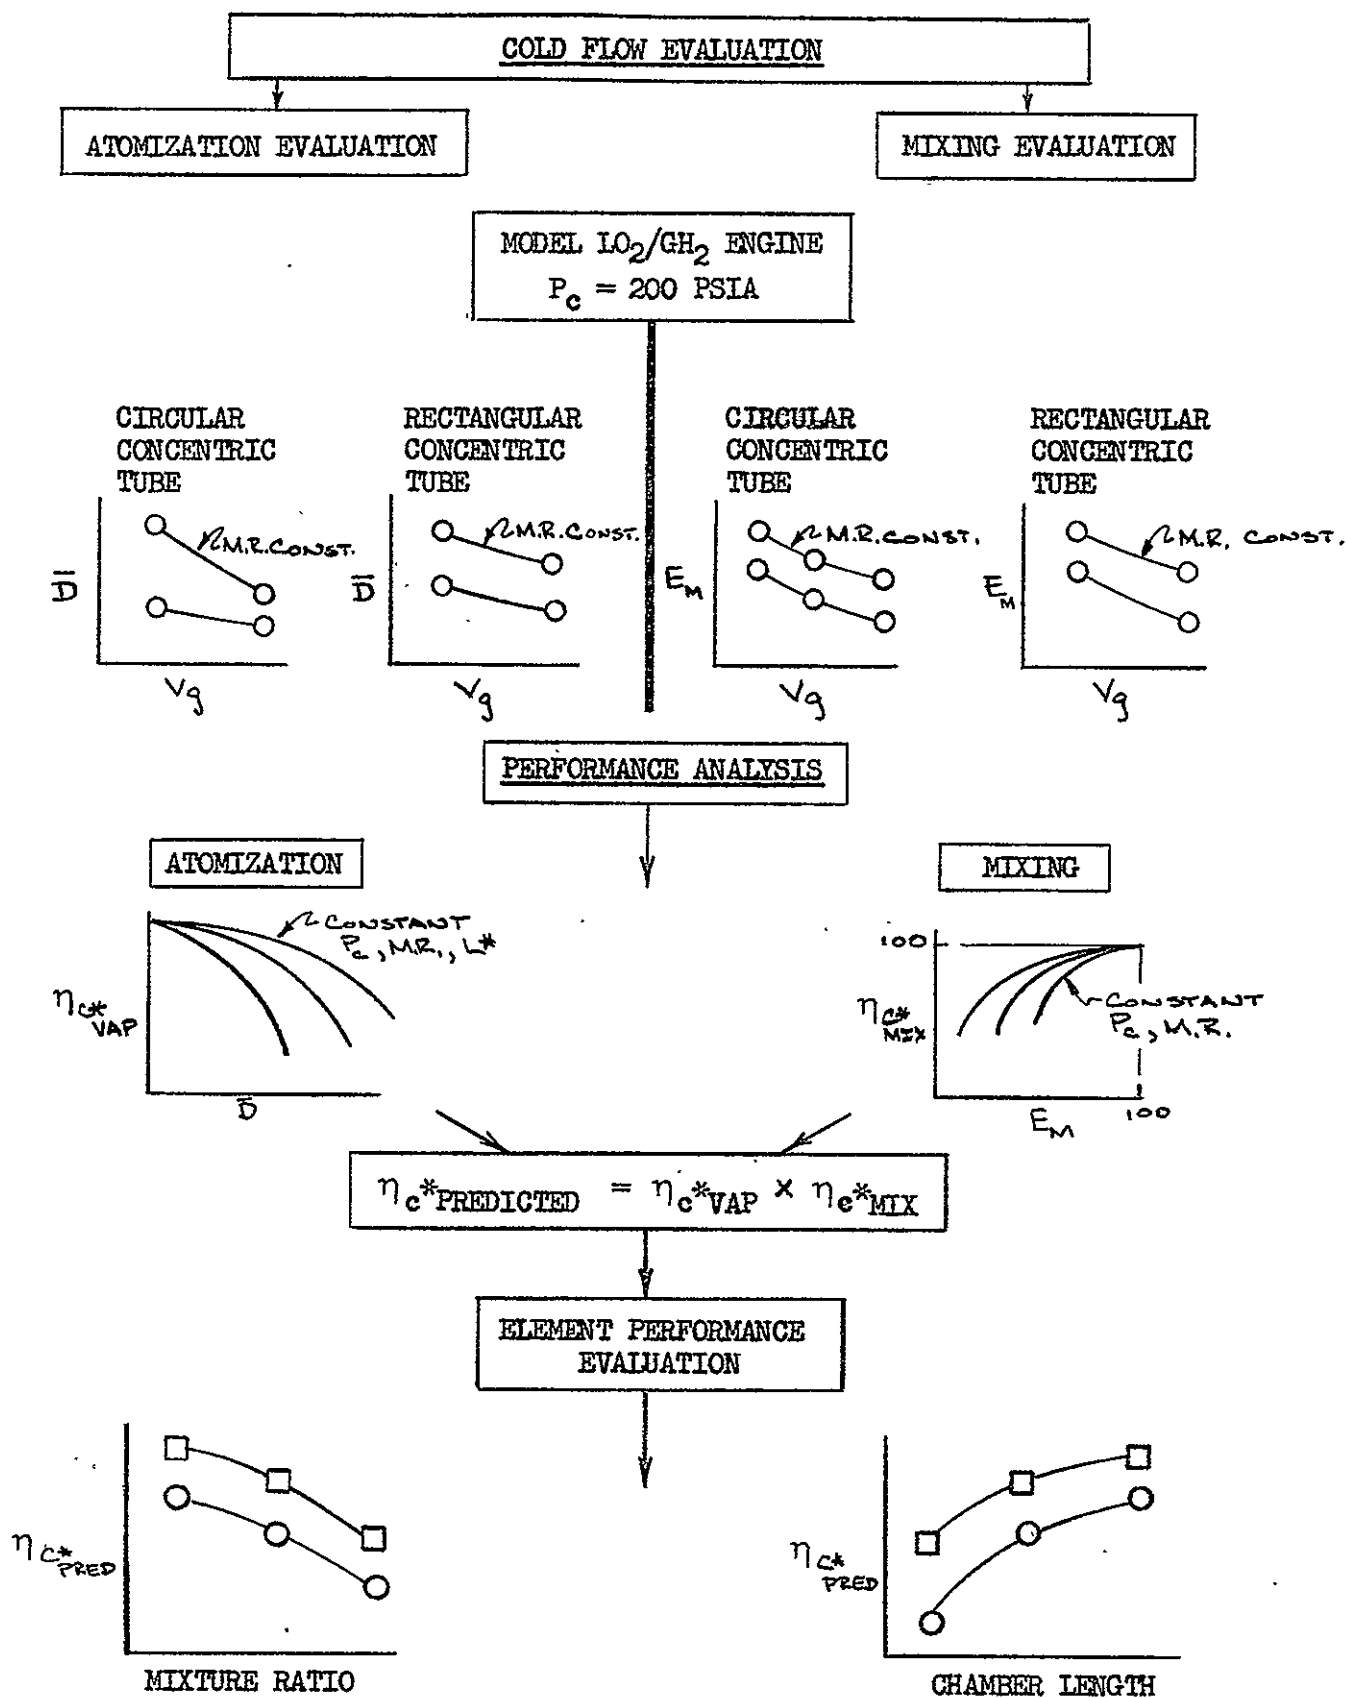 COLD FLOW EVALUATION
ATOMIZATION EVALUATION
MIXING EVALUATION
MODEL LO2/GH2 ENGINE
Pc = 200 PSIA
CIRCULAR
CONCENTRIC
TUBE
M.R. CONST.
D̅
Vg
RECTANGULAR
CONCENTRIC
TUBE
M.R. CONST.
D̅
Vg
CIRCULAR
CONCENTRIC
TUBE
M.R. CONST.
EM
Vg
RECTANGULAR
CONCENTRIC
TUBE
M.R. CONST.
EM
Vg
PERFORMANCE ANALYSIS
ATOMIZATION
CONSTANT
Pc, M.R., L*
ηc*VAP
D̅
MIXING
100
CONSTANT
Pc, M.R.
ηc*MIX
EM
100
ηc*PREDICTED = ηc*VAP × ηc*MIX
ELEMENT PERFORMANCE
EVALUATION
ηc*PRED
MIXTURE RATIO
ηc*PRED
CHAMBER LENGTH